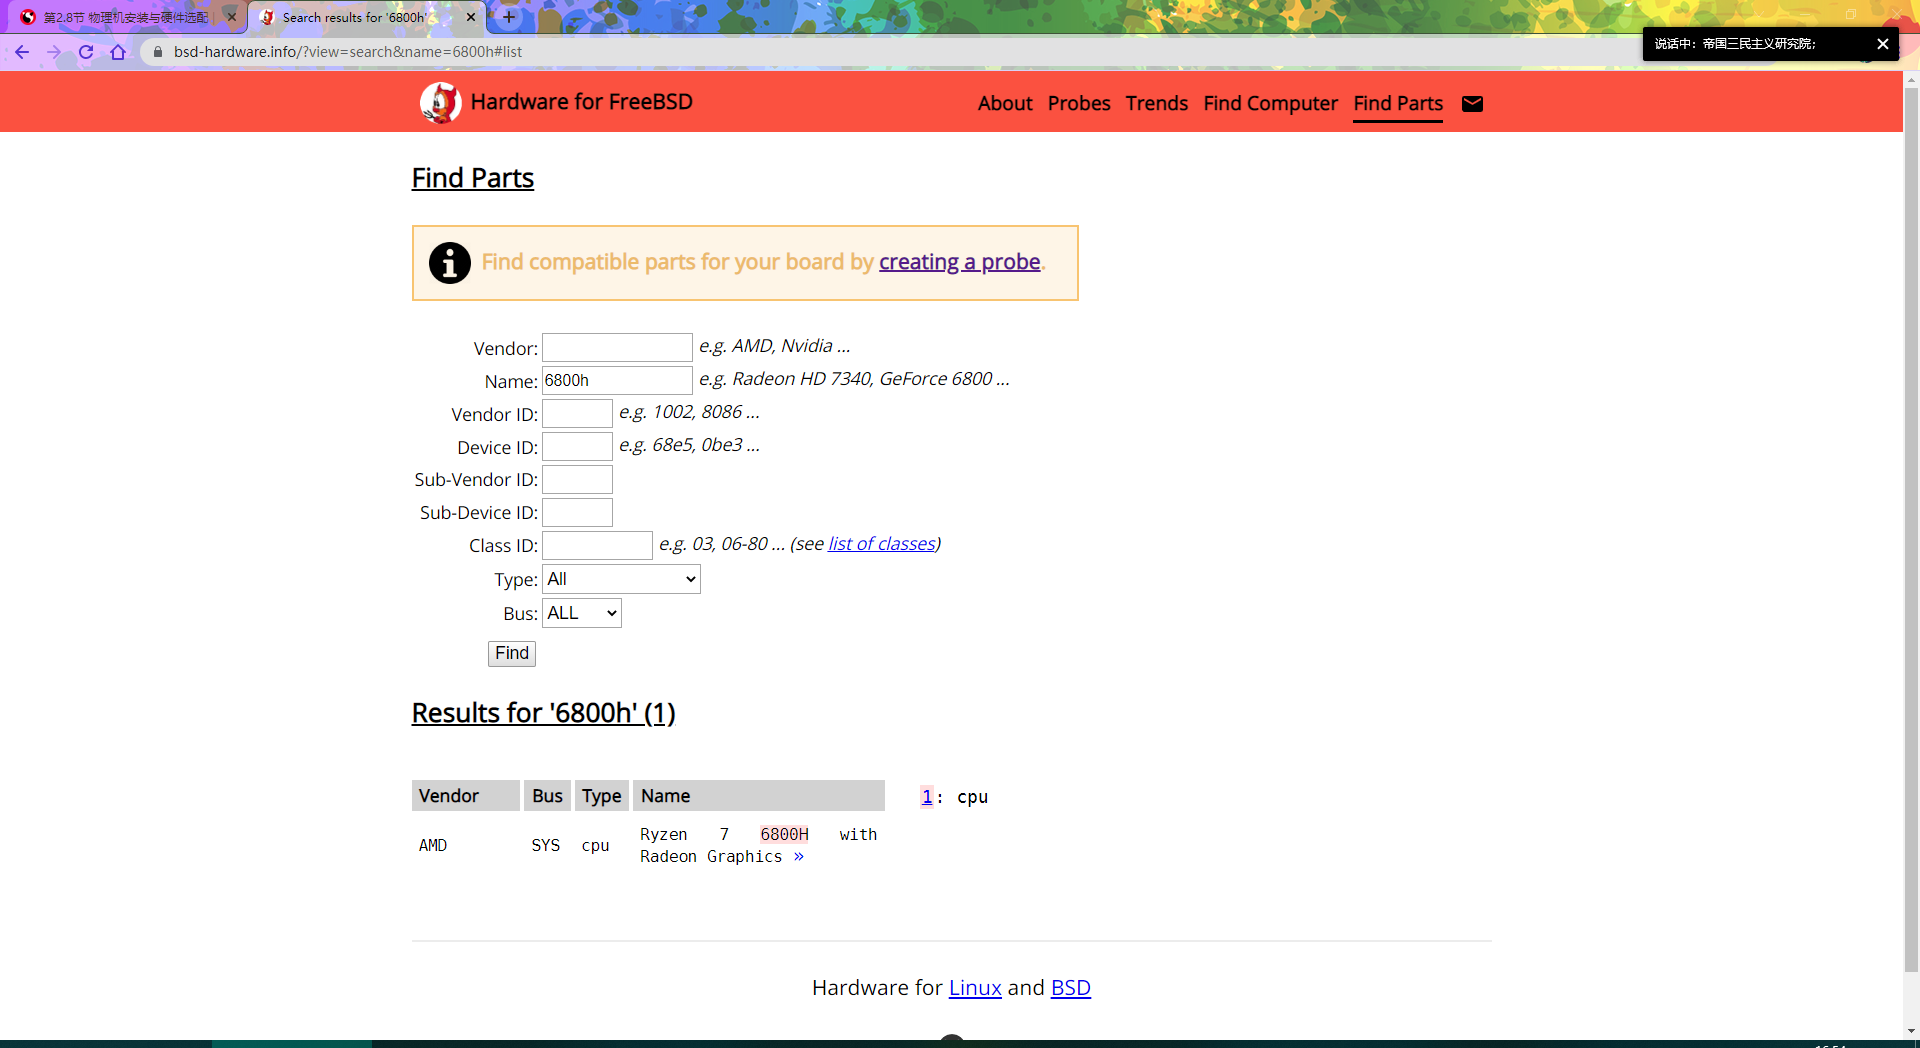 第2.8节 物理机安装与硬件选配
Search results for '6800h'
bsd-hardware.info/?view=search&name=6800h#list
说话中: 帝国三民主义研究院;
Hardware for FreeBSD
About Probes Trends Find Computer Find Parts
Find Parts
Find compatible parts for your board by creating a probe.
Vendor: e.g. AMD, Nvidia ...
Name: 6800h e.g. Radeon HD 7340, GeForce 6800 ...
Vendor ID: e.g. 1002, 8086 ...
Device ID: e.g. 68e5, 0be3 ...
Sub-Vendor ID:
Sub-Device ID:
Class ID: e.g. 03, 06-80 ... (see list of classes)
Type: All
Bus: ALL
Find
Results for '6800h' (1)
Vendor Bus Type Name
1: cpu
AMD SYS cpu Ryzen 7 6800H with
Radeon Graphics »
Hardware for Linux and BSD